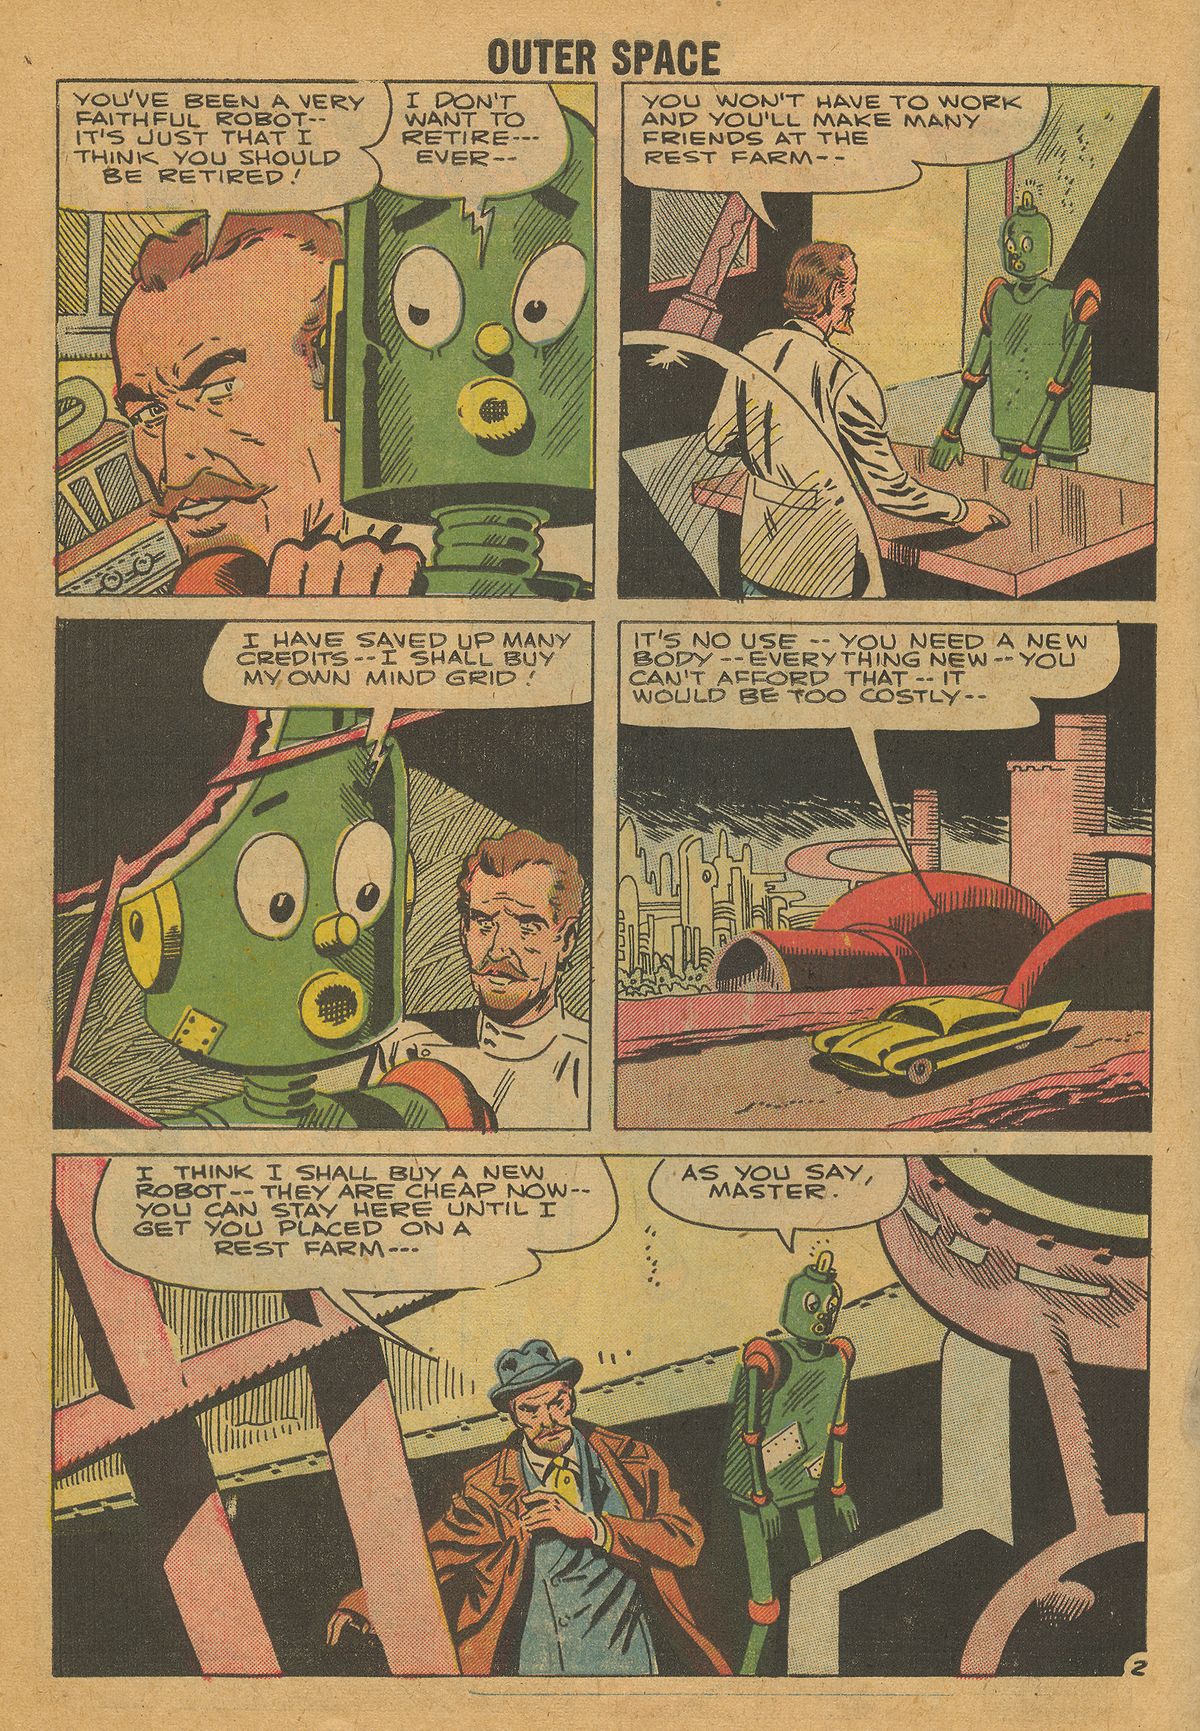 OUTER SPACE
YOU'VE BEEN A VERY
FAITHFUL ROBOT--
IT'S JUST THAT I
THINK YOU SHOULD
BE RETIRED!
I DON'T
WANT TO
RETIRE---
EVER--
YOU WON'T HAVE TO WORK
AND YOU'LL MAKE MANY
FRIENDS AT THE
REST FARM--
I HAVE SAVED UP MANY
CREDITS--I SHALL BUY
MY OWN MIND GRID!
IT'S NO USE -- YOU NEED A NEW
BODY--EVERYTHING NEW--YOU
CAN'T AFFORD THAT -- IT
WOULD BE TOO COSTLY--
I THINK I SHALL BUY A NEW
ROBOT-- THEY ARE CHEAP NOW--
YOU CAN STAY HERE UNTIL I
GET YOU PLACED ON A
REST FARM---
AS YOU SAY,
MASTER.
2